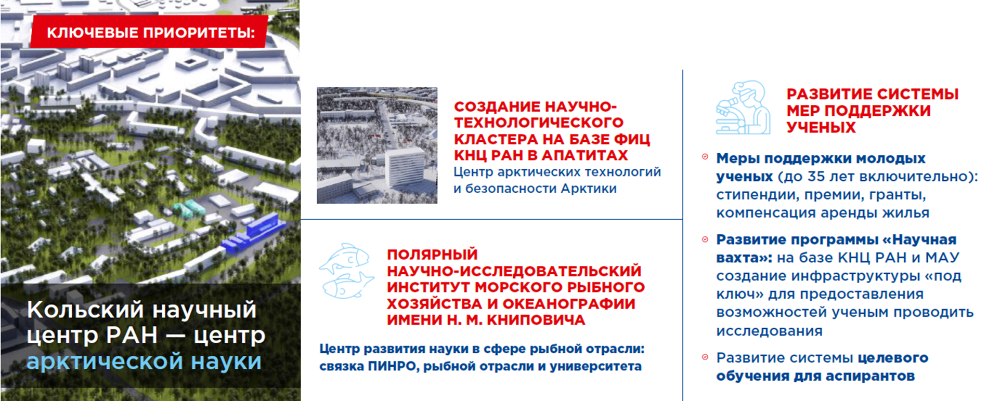 КЛЮЧЕВЫЕ ПРИОРИТЕТЫ:
Кольский научный
центр РАН — центр
арктической науки
СОЗДАНИЕ НАУЧНО-
ТЕХНОЛОГИЧЕСКОГО
КЛАСТЕРА НА БАЗЕ ФИЦ
КНЦ РАН В АПАТИТАХ
Центр арктических технологий
и безопасности Арктики
ПОЛЯРНЫЙ
НАУЧНО-ИССЛЕДОВАТЕЛЬСКИЙ
ИНСТИТУТ МОРСКОГО РЫБНОГО
ХОЗЯЙСТВА И ОКЕАНОГРАФИИ
ИМЕНИ Н. М. КНИПОВИЧА
Центр развития науки в сфере рыбной отрасли:
связка ПИНРО, рыбной отрасли и университета
РАЗВИТИЕ СИСТЕМЫ
МЕР ПОДДЕРЖКИ
УЧЕНЫХ
Меры поддержки молодых
ученых (до 35 лет включительно):
стипендии, премии, гранты,
компенсация аренды жилья
Развитие программы «Научная
вахта»: на базе КНЦ РАН и МАУ
создание инфраструктуры «под
ключ» для предоставления
возможностей ученым проводить
исследования
Развитие системы целевого
обучения для аспирантов